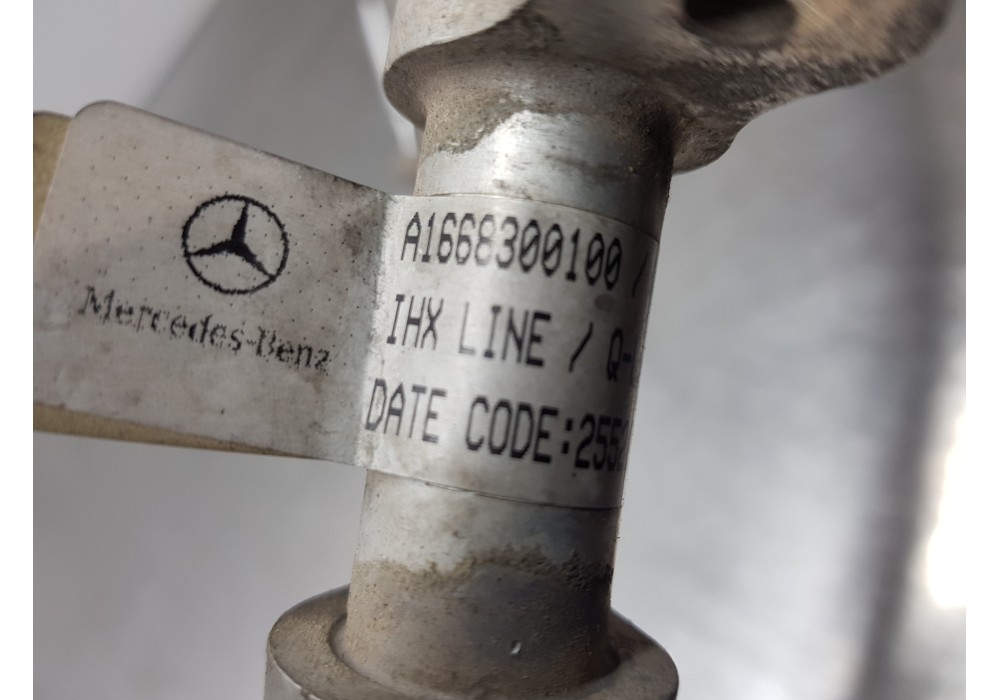 Mercedes-Benz
A1668300100 /
IHX LINE / Q-
DATE CODE:255